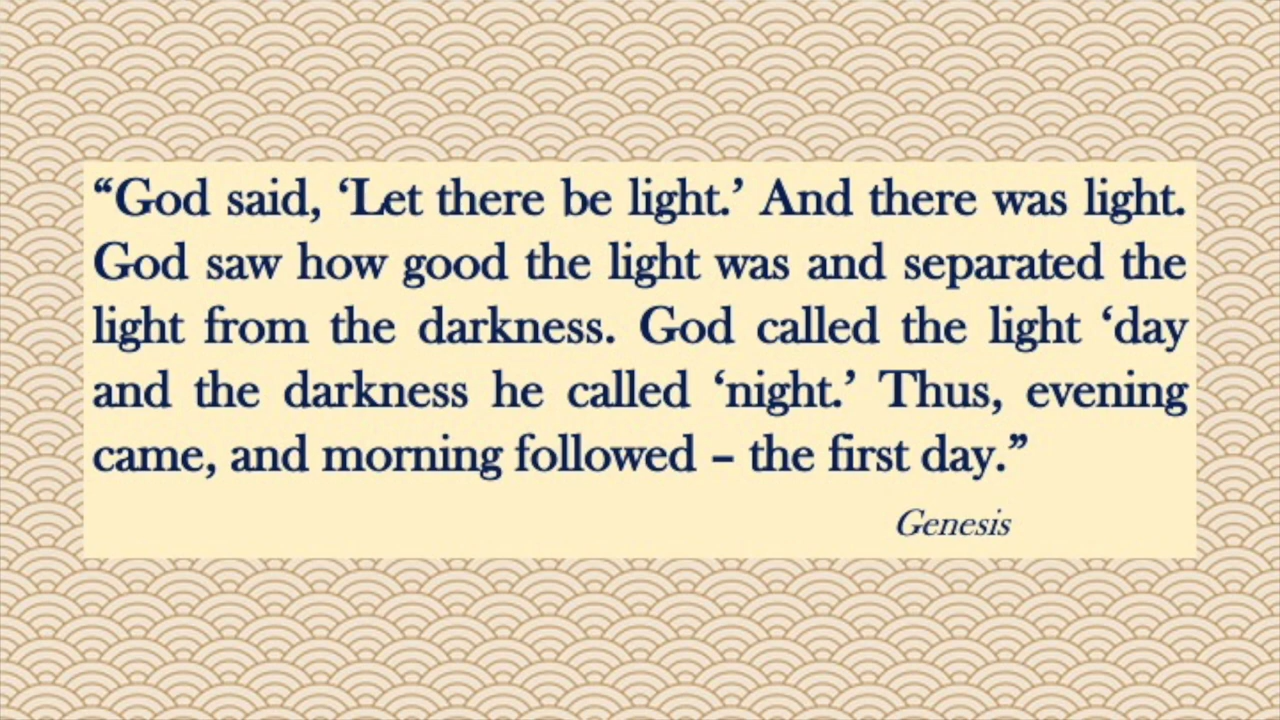 “God said, ‘Let there be light.’ And there was light.
God saw how good the light was and separated the
light from the darkness. God called the light ‘day
and the darkness he called ‘night.’ Thus, evening
came, and morning followed – the first day.”
Genesis